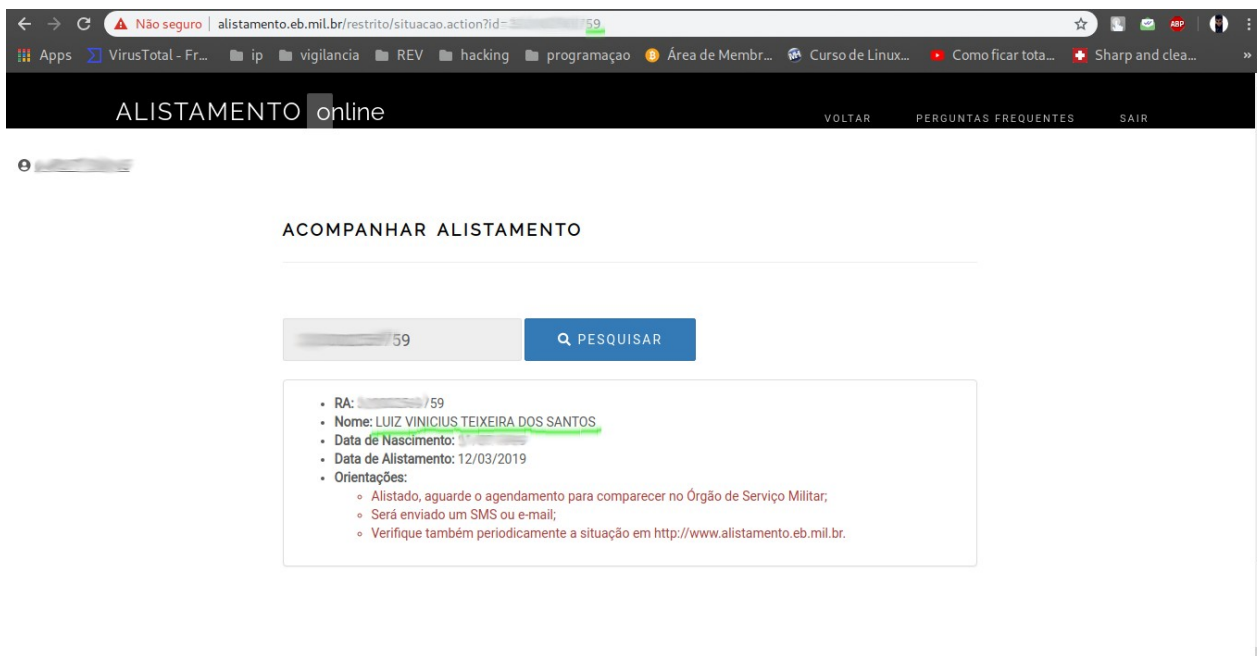 Não seguro | alistamento.eb.mil.br/restrito/situacao.action?id= 59
Apps VirusTotal - Fr... ip vigilancia REV hacking programaçao Área de Membr... Curso de Linux... Como ficar tota... Sharp and clea... »
ALISTAMENTO online
VOLTAR PERGUNTAS FREQUENTES SAIR
ACOMPANHAR ALISTAMENTO
59 PESQUISAR
RA: 759
Nome: LUIZ VINICIUS TEIXEIRA DOS SANTOS
Data de Nascimento:
Data de Alistamento: 12/03/2019
Orientações:
Alistado, aguarde o agendamento para comparecer no Órgão de Serviço Militar;
Será enviado um SMS ou e-mail;
Verifique também periodicamente a situação em http://www.alistamento.eb.mil.br.